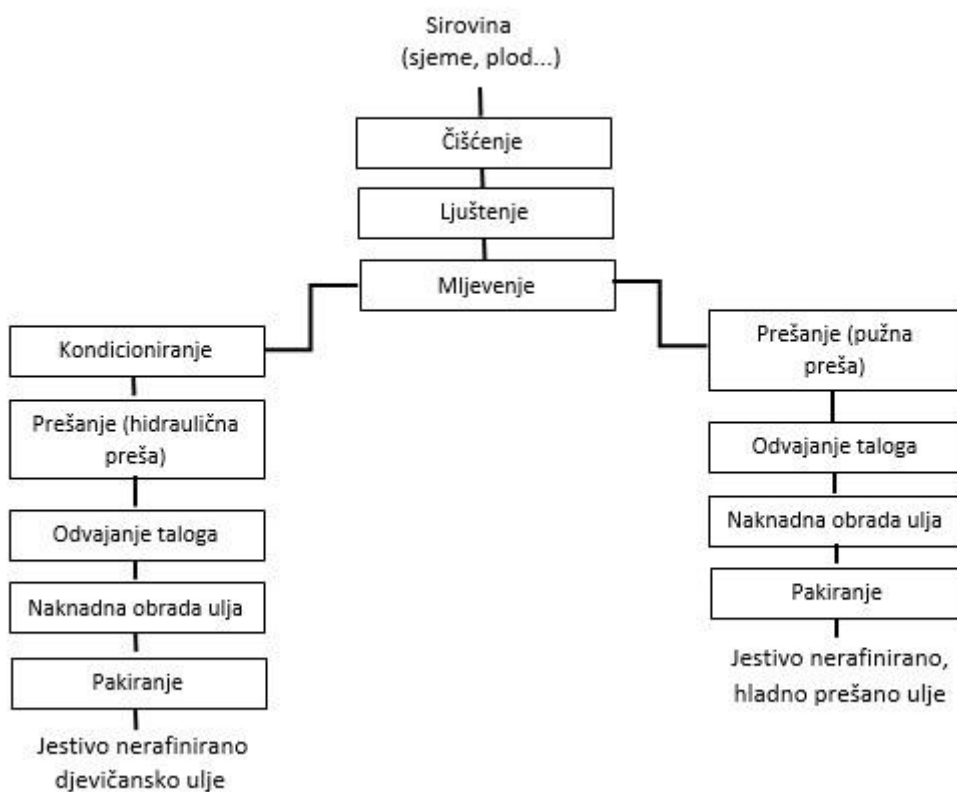 Sirovina
(sjeme, plod...)
Čišćenje
Ljuštenje
Mljevenje
Kondicioniranje
Prešanje (hidraulična
preša)
Odvajanje taloga
Naknadna obrada ulja
Pakiranje
Jestivo nerafinirano
djevičansko ulje
Prešanje (pužna
preša)
Odvajanje taloga
Naknadna obrada ulja
Pakiranje
Jestivo nerafinirano,
hladno prešano ulje